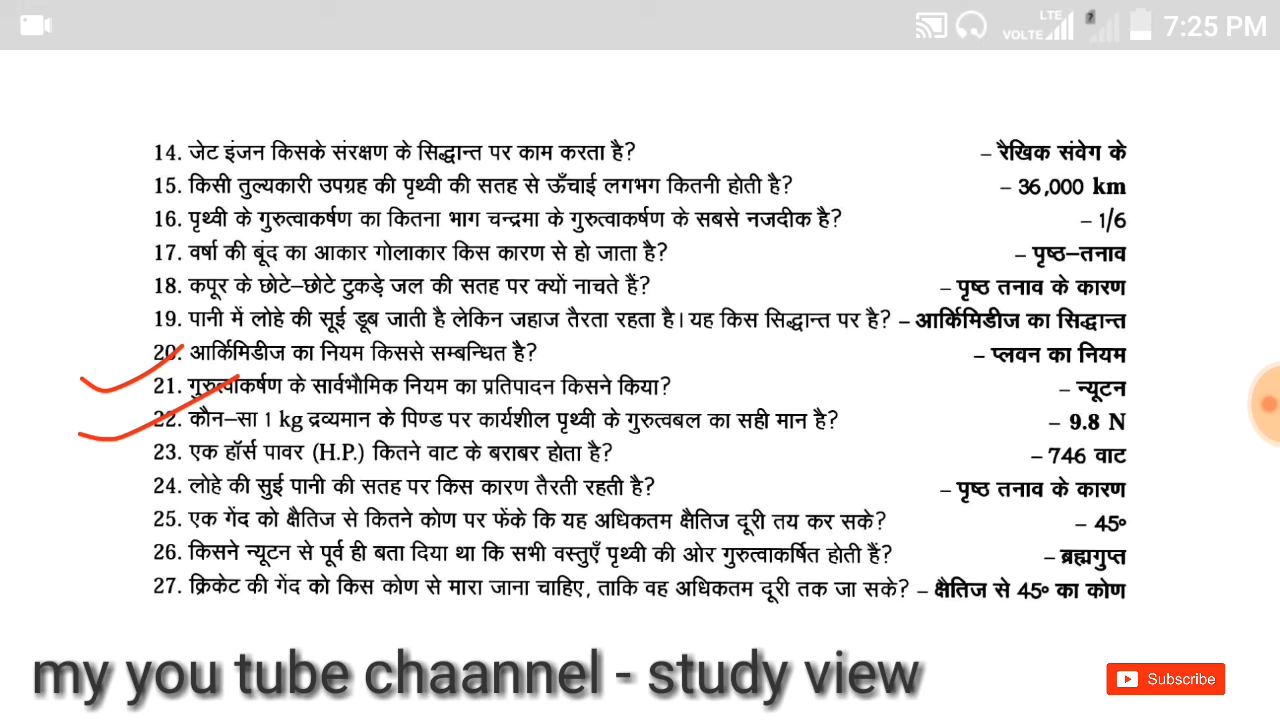 LTE
VOLTE
?
7:25 PM
14. जेट इंजन किसके संरक्षण के सिद्धान्त पर काम करता है? – रैखिक संवेग के
15. किसी तुल्यकारी उपग्रह की पृथ्वी की सतह से ऊँचाई लगभग कितनी होती है? – 36,000 km
16. पृथ्वी के गुरुत्वाकर्षण का कितना भाग चन्द्रमा के गुरुत्वाकर्षण के सबसे नजदीक है? – 1/6
17. वर्षा की बूंद का आकार गोलाकार किस कारण से हो जाता है? – पृष्ठ–तनाव
18. कपूर के छोटे–छोटे टुकड़े जल की सतह पर क्यों नाचते हैं? – पृष्ठ तनाव के कारण
19. पानी में लोहे की सूई डूब जाती है लेकिन जहाज तैरता रहता है। यह किस सिद्धान्त पर है? – आर्किमिडीज का सिद्धान्त
20. आर्किमिडीज का नियम किससे सम्बन्धित है? – प्लवन का नियम
21. गुरुत्वाकर्षण के सार्वभौमिक नियम का प्रतिपादन किसने किया? – न्यूटन
22. कौन–सा 1 kg द्रव्यमान के पिण्ड पर कार्यशील पृथ्वी के गुरुत्वबल का सही मान है? – 9.8 N
23. एक हॉर्स पावर (H.P.) कितने वाट के बराबर होता है? – 746 वाट
24. लोहे की सुई पानी की सतह पर किस कारण तैरती रहती है? – पृष्ठ तनाव के कारण
25. एक गेंद को क्षैतिज से कितने कोण पर फेंके कि यह अधिकतम क्षैतिज दूरी तय कर सके? – 45°
26. किसने न्यूटन से पूर्व ही बता दिया था कि सभी वस्तुएँ पृथ्वी की ओर गुरुत्वाकर्षित होती हैं? – ब्रह्मगुप्त
27. क्रिकेट की गेंद को किस कोण से मारा जाना चाहिए, ताकि वह अधिकतम दूरी तक जा सके? – क्षैतिज से 45° का कोण
my you tube chaannel - study view
Subscribe